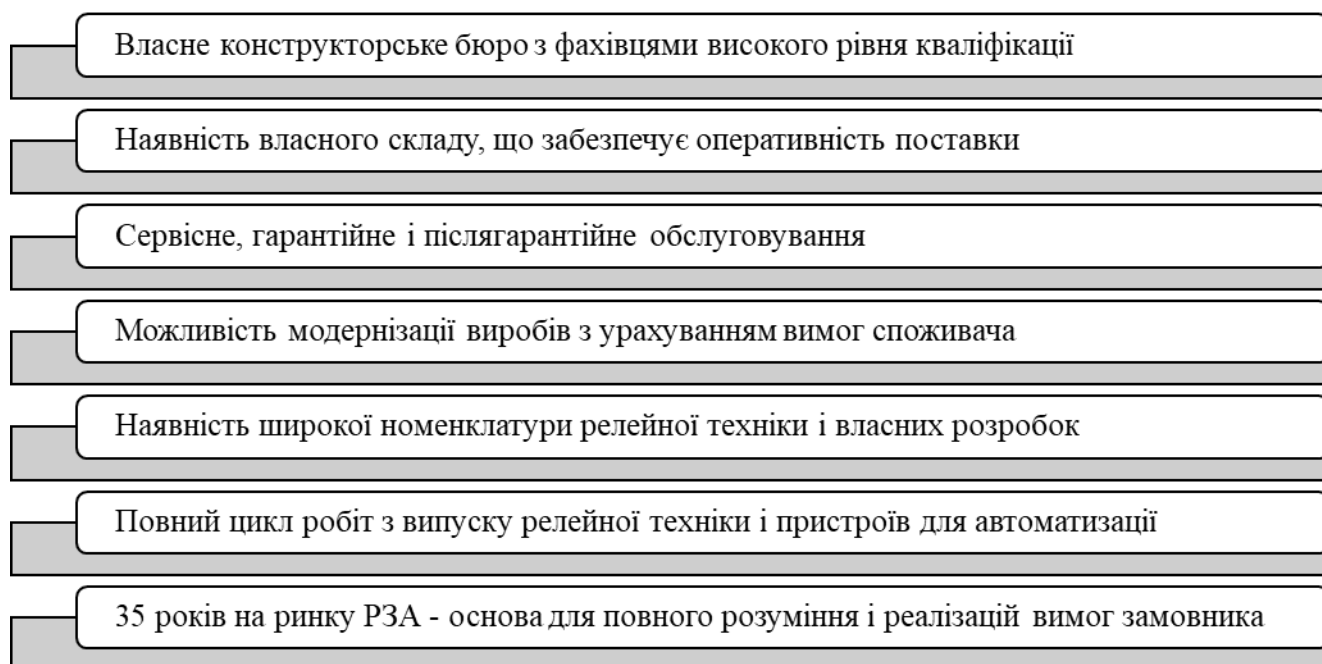 Власне конструкторське бюро з фахівцями високого рівня кваліфікації
Наявність власного складу, що забезпечує оперативність поставки
Сервісне, гарантійне і післягарантійне обслуговування
Можливість модернізації виробів з урахуванням вимог споживача
Наявність широкої номенклатури релейної техніки і власних розробок
Повний цикл робіт з випуску релейної техніки і пристроїв для автоматизації
35 років на ринку РЗА - основа для повного розуміння і реалізацій вимог замовника